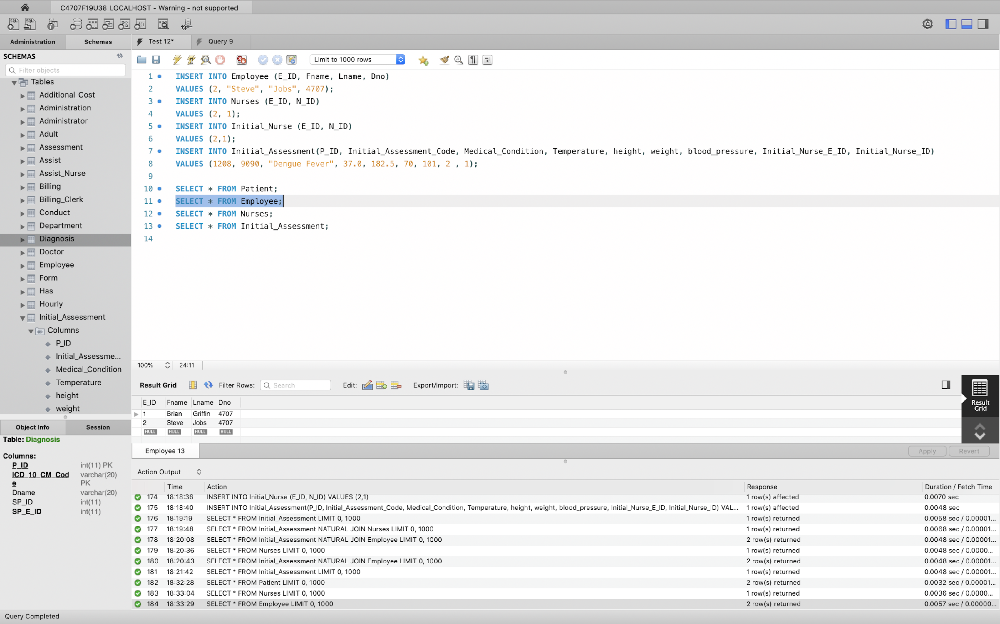 C4707F19U38_LOCALHOST - Warning - not supported
SQL SQL
Administration Schemas Test 12* Query 9
SCHEMAS
Limit to 1000 rows
Filter objects
Tables
Additional_Cost
Administration
Administrator
Adult
Assessment
Assist
Assist_Nurse
Billing
Billing_Clerk
Conduct
Department
Diagnosis
Doctor
Employee
Form
Has
Hourly
Initial_Assessment
Columns
P_ID
Initial_Assessme...
Medical_Condition
Temperature
height
weight
1 INSERT INTO Employee (E_ID, Fname, Lname, Dno)
2 VALUES (2, "Steve", "Jobs", 4707);
3 INSERT INTO Nurses (E_ID, N_ID)
4 VALUES (2, 1);
5 INSERT INTO Initial_Nurse (E_ID, N_ID)
6 VALUES (2,1);
7 INSERT INTO Initial_Assessment(P_ID, Initial_Assessment_Code, Medical_Condition, Temperature, height, weight, blood_pressure, Initial_Nurse_E_ID, Initial_Nurse_ID)
8 VALUES (1208, 9090, "Dengue Fever", 37.0, 182.5, 70, 101, 2 , 1);
9
10 SELECT * FROM Patient;
11 SELECT * FROM Employee;
12 SELECT * FROM Nurses;
13 SELECT * FROM Initial_Assessment;
14
100% 24:11
Result Grid Filter Rows: Search Edit: Export/Import:
E_ID Fname Lname Dno
1 Brian Griffin 4707
2 Steve Jobs 4707
NULL NULL NULL NULL
Result
Grid
Employee 13 Apply Revert
Object Info Session
Table: Diagnosis
Columns:
P_ID int(11) PK
ICD_10_CM_Cod varchar(20)
e PK
Dname varchar(20)
SP_ID int(11)
SP_E_ID int(11)
Action Output
Time Action Response Duration / Fetch Time
174 18:18:36 INSERT INTO Initial_Nurse (E_ID, N_ID) VALUES (2,1) 1 row(s) affected 0.0070 sec
175 18:18:40 INSERT INTO Initial_Assessment(P_ID, Initial_Assessment_Code, Medical_Condition, Temperature, height, weight, blood_pressure, Initial_Nurse_E_ID, Initial_Nurse_ID) VAL... 1 row(s) affected 0.0048 sec
176 18:19:19 SELECT * FROM Initial_Assessment LIMIT 0, 1000 1 row(s) returned 0.0058 sec / 0.00001...
177 18:19:48 SELECT * FROM Initial_Assessment NATURAL JOIN Nurses LIMIT 0, 1000 1 row(s) returned 0.0068 sec / 0.00001...
178 18:20:08 SELECT * FROM Initial_Assessment NATURAL JOIN Employee LIMIT 0, 1000 2 row(s) returned 0.0048 sec / 0.00001...
179 18:20:36 SELECT * FROM Nurses LIMIT 0, 1000 1 row(s) returned 0.0048 sec / 0.0000...
180 18:20:43 SELECT * FROM Initial_Assessment NATURAL JOIN Employee LIMIT 0, 1000 2 row(s) returned 0.0048 sec / 0.00001...
181 18:21:42 SELECT * FROM Initial_Assessment LIMIT 0, 1000 1 row(s) returned 0.0048 sec / 0.00001...
182 18:32:28 SELECT * FROM Patient LIMIT 0, 1000 2 row(s) returned 0.0032 sec / 0.00001...
183 18:33:04 SELECT * FROM Nurses LIMIT 0, 1000 1 row(s) returned 0.0036 sec / 0.0000...
184 18:33:29 SELECT * FROM Employee LIMIT 0, 1000 2 row(s) returned 0.0057 sec / 0.00000...
Query Completed